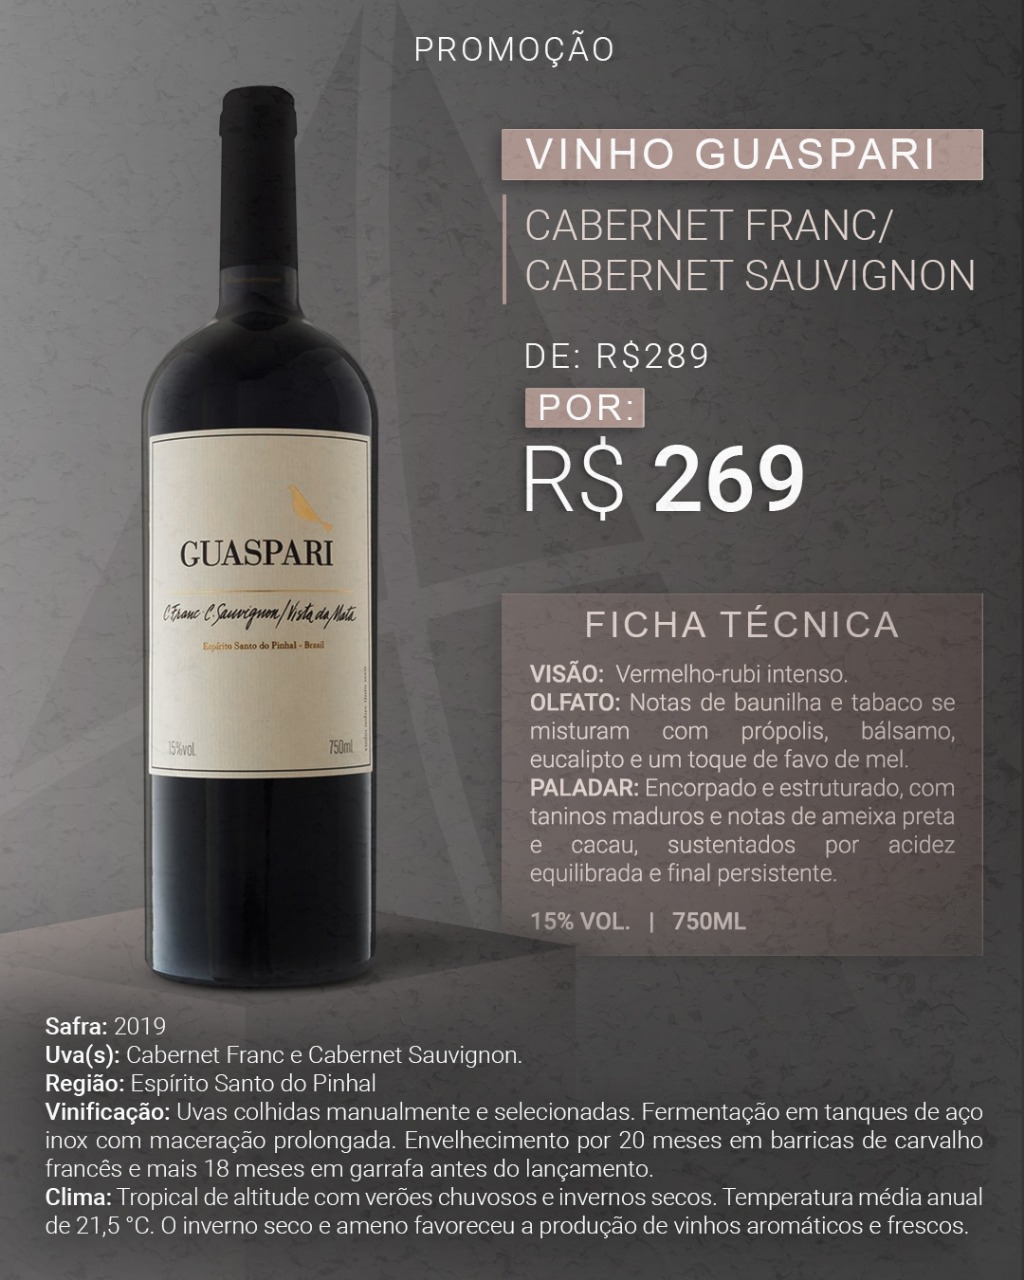 PROMOÇÃO
VINHO GUASPARI
CABERNET FRANC/
CABERNET SAUVIGNON
DE: R$289
POR:
R$ 269
GUASPARI
C. Franc C. Sauvignon/Vista da Mata
Espírito Santo do Pinhal - Brasil
15%vol.
750ml
FICHA TÉCNICA
VISÃO: Vermelho-rubi intenso.
OLFATO: Notas de baunilha e tabaco se
misturam com própolis, bálsamo,
eucalipto e um toque de favo de mel.
PALADAR: Encorpado e estruturado, com
taninos maduros e notas de ameixa preta
e cacau, sustentados por acidez
equilibrada e final persistente.
15% VOL. | 750ML
Safra: 2019
Uva(s): Cabernet Franc e Cabernet Sauvignon.
Região: Espírito Santo do Pinhal
Vinificação: Uvas colhidas manualmente e selecionadas. Fermentação em tanques de aço
inox com maceração prolongada. Envelhecimento por 20 meses em barricas de carvalho
francês e mais 18 meses em garrafa antes do lançamento.
Clima: Tropical de altitude com verões chuvosos e invernos secos. Temperatura média anual
de 21,5 °C. O inverno seco e ameno favoreceu a produção de vinhos aromáticos e frescos.